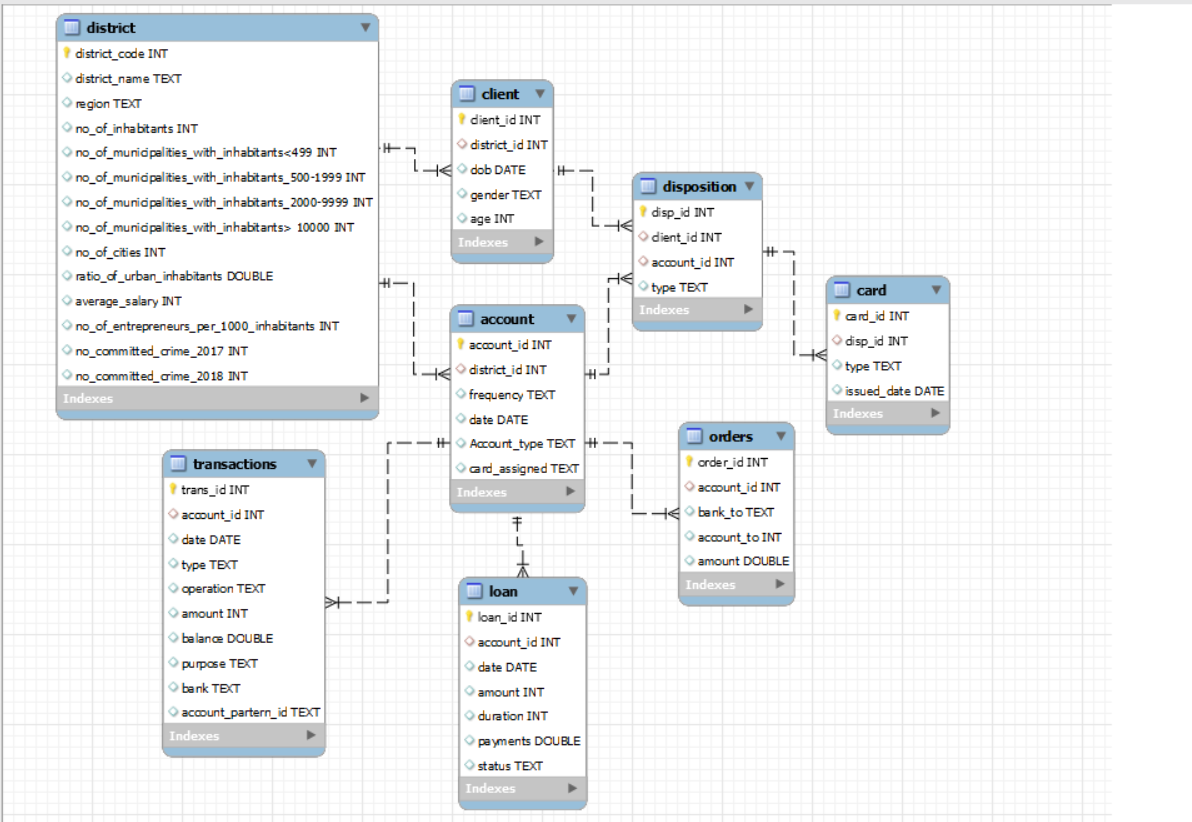 district
district_code INT
district_name TEXT
region TEXT
no_of_inhabitants INT
no_of_municipalities_with_inhabitants<499 INT
no_of_municipalities_with_inhabitants_500-1999 INT
no_of_municipalities_with_inhabitants_2000-9999 INT
no_of_municipalities_with_inhabitants> 10000 INT
no_of_cities INT
ratio_of_urban_inhabitants DOUBLE
average_salary INT
no_of_entrepreneurs_per_1000_inhabitants INT
no_committed_crime_2017 INT
no_committed_crime_2018 INT
Indexes
client
client_id INT
district_id INT
dob DATE
gender TEXT
age INT
Indexes
disposition
disp_id INT
client_id INT
account_id INT
type TEXT
Indexes
card
card_id INT
disp_id INT
type TEXT
issued_date DATE
Indexes
account
account_id INT
district_id INT
frequency TEXT
date DATE
Account_type TEXT
card_assigned TEXT
Indexes
orders
order_id INT
account_id INT
bank_to TEXT
account_to INT
amount DOUBLE
Indexes
transactions
trans_id INT
account_id INT
date DATE
type TEXT
operation TEXT
amount INT
balance DOUBLE
purpose TEXT
bank TEXT
account_partern_id TEXT
Indexes
loan
loan_id INT
account_id INT
date DATE
amount INT
duration INT
payments DOUBLE
status TEXT
Indexes